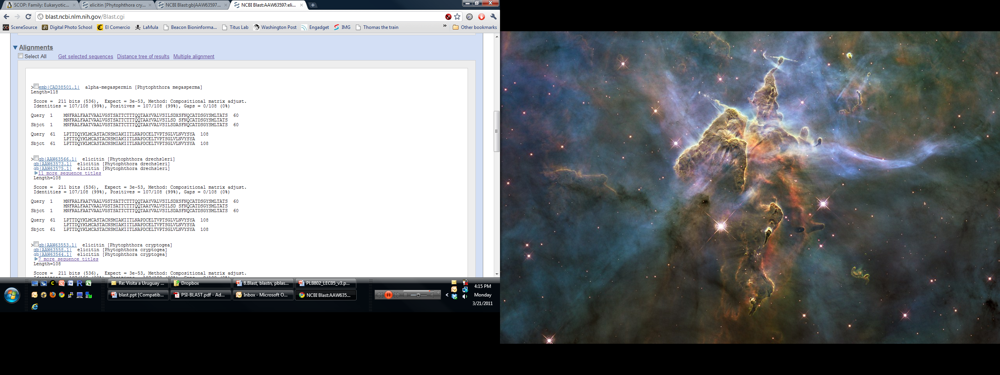 SCOP: Family: Eukaryotic...
elicitin [Phytophthora cry...
NCBI Blast:gb|AAW63597...
NCBI Blast:AAW63597:eli...
blast.ncbi.nlm.nih.gov/Blast.cgi
SceneSource
Digital Photo School
El Comercio
LaMula
Beacon Bioninforma...
Titus Lab
Washington Post
Engadget
IMG
Thomas the train
»
Other bookmarks
Alignments
Select All Get selected sequences Distance tree of results Multiple alignment
>emb|CAD38501.1| alpha-megaspermin [Phytophthora megasperma]
Length=118
Score = 211 bits (536), Expect = 3e-53, Method: Compositional matrix adjust.
Identities = 107/108 (99%), Positives = 107/108 (99%), Gaps = 0/108 (0%)
Query 1 MNFRALFAATVAALVGSTSATTCTTTQQTAAYVALVSILSDXSFNQCATDSGYSMLTATS 60
MNFRALFAATVAALVGSTSATTCTTTQQTAAYVALVSILSD SFNQCATDSGYSMLTATS
Sbjct 1 MNFRALFAATVAALVGSTSATTCTTTQQTAAYVALVSILSDASFNQCATDSGYSMLTATS 60
Query 61 LPTTDQYKLMCASTACNSMIAKIITLNAPDCELTVPTSGLVLNVYSYA 108
LPTTDQYKLMCASTACNSMIAKIITLNAPDCELTVPTSGLVLNVYSYA
Sbjct 61 LPTTDQYKLMCASTACNSMIAKIITLNAPDCELTVPTSGLVLNVYSYA 108
>gb|AAW63566.1| elicitin [Phytophthora drechsleri]
gb|AAW63573.1| elicitin [Phytophthora drechsleri]
gb|AAW63575.1| elicitin [Phytophthora drechsleri]
11 more sequence titles
Length=108
Score = 211 bits (536), Expect = 3e-53, Method: Compositional matrix adjust.
Identities = 107/108 (99%), Positives = 107/108 (99%), Gaps = 0/108 (0%)
Query 1 MNFRALFAATVAALVGSTSATTCTTTQQTAAYVALVSILSDXSFNQCATDSGYSMLTATS 60
MNFRALFAATVAALVGSTSATTCTTTQQTAAYVALVSILSD SFNQCATDSGYSMLTATS
Sbjct 1 MNFRALFAATVAALVGSTSATTCTTTQQTAAYVALVSILSDASFNQCATDSGYSMLTATS 60
Query 61 LPTTDQYKLMCASTACNSMIAKIITLNAPDCELTVPTSGLVLNVYSYA 108
LPTTDQYKLMCASTACNSMIAKIITLNAPDCELTVPTSGLVLNVYSYA
Sbjct 61 LPTTDQYKLMCASTACNSMIAKIITLNAPDCELTVPTSGLVLNVYSYA 108
>gb|AAW63553.1| elicitin [Phytophthora cryptogea]
gb|AAW63558.1| elicitin [Phytophthora cryptogea]
gb|AAW63564.1| elicitin [Phytophthora cryptogea]
7 more sequence titles
Length=108
Score = 211 bits (536), Expect = 3e-53, Method: Compositional matrix adjust.
Re: Visita a Uruguay ...
Dropbox
8.Blast, blastn, pblas...
PLB802_LEC05_v3.p...
blast.ppt [Compatib...
PSI-BLAST.pdf - Ad...
Inbox - Microsoft O...
NCBI Blast:AAW635...
4:15 PM
Monday
3/21/2011